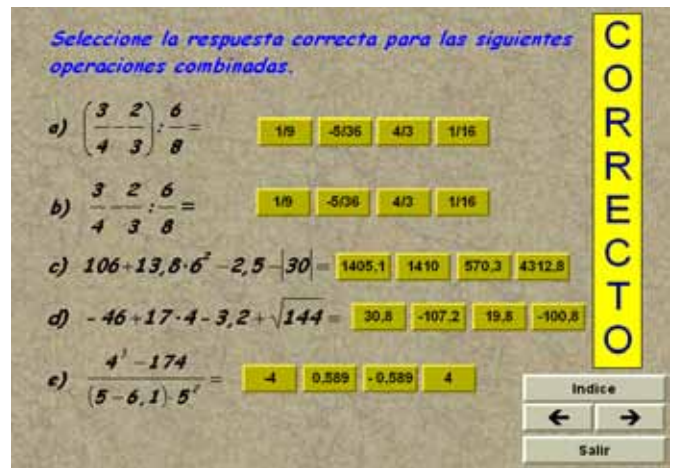 Seleccione la respuesta correcta para las siguientes
operaciones combinadas.
a) (3/4 - 2/3) : 6/8 = 1/9 -5/36 4/3 1/16
b) 3/4 - 2/3 : 6/8 = 1/9 -5/36 4/3 1/16
c) 106+13,8·6² -2,5-|30| = 1405,1 1410 570,3 4312,8
d) -46+17·4-3,2+√144 = 30,8 -107,2 19,8 -100,8
e) (4³ -174)/((5-6,1)·5²) = -4 0,589 -0,589 4
CORRECTO
Indice
← →
Salir